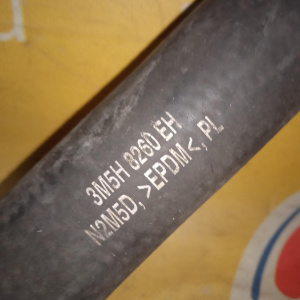 3M5H 8260 EH
N2M5D, >EPDM<, PL